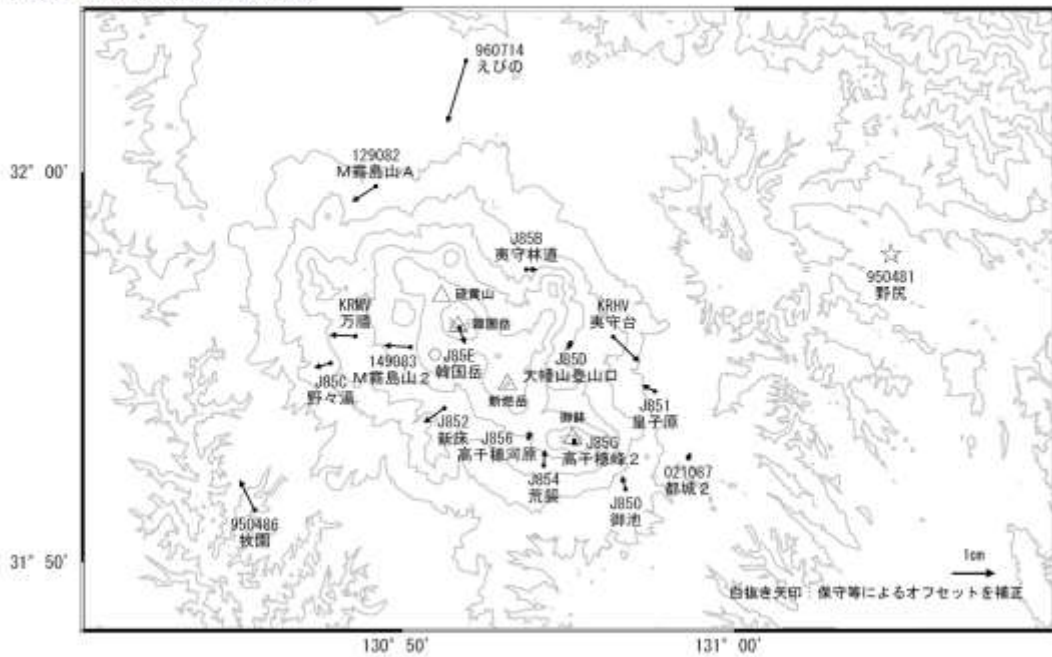 960714
えびの
129082
M霧島山A
32° 00'
J85B
夷守林道
950481
野尻
硫黄山
KRMV
万膳
韓国岳
KRHV
夷守台
J85E
韓国岳
149083
M霧島山2
J85D
大幡山登山口
J85C
野々湯
新燃岳
J851
皇子原
J852
新床
御鉢
J856
高千穂河原
J85G
高千穂峰2
021087
都城2
J854
荒襲
J850
御池
950486
牧園
31° 50'
1cm
白抜き矢印：保守等によるオフセットを補正
130° 50'
131° 00'